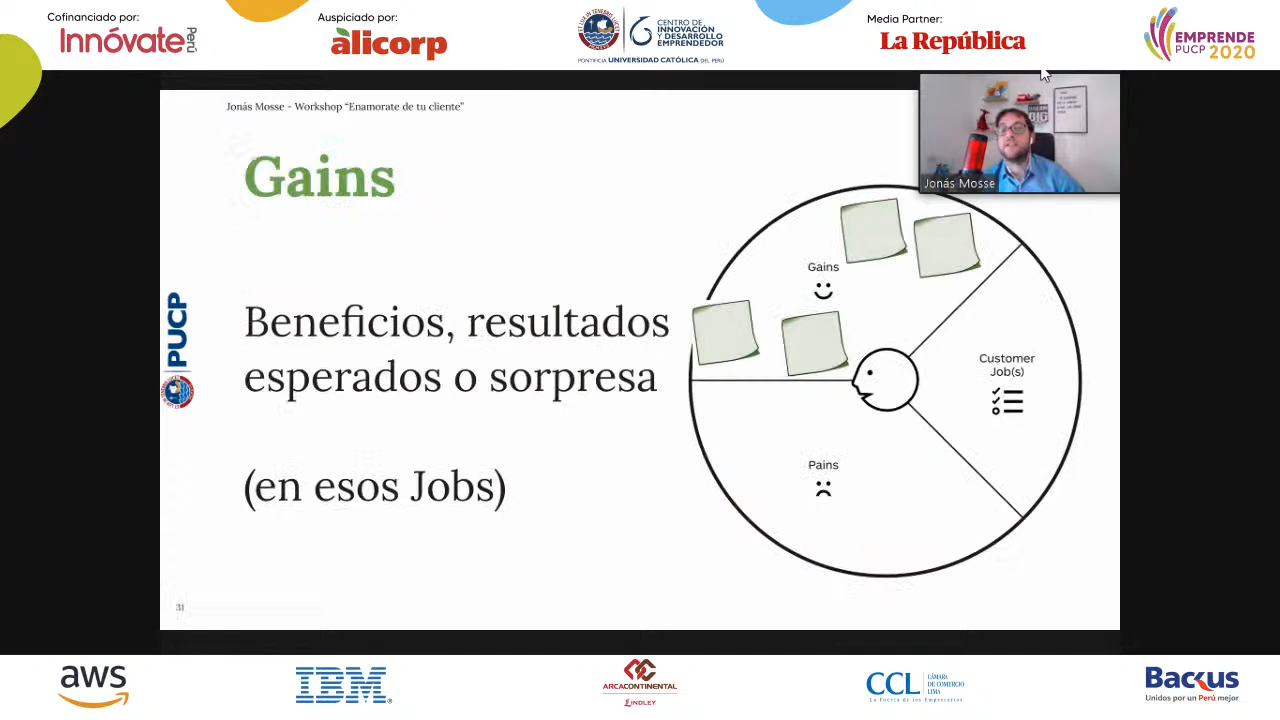 Cofinanciado por:
Innóvate Perú
Auspiciado por:
alicorp
CENTRO DE
INNOVACIÓN
Y DESARROLLO
EMPRENDEDOR
PONTIFICIA UNIVERSIDAD CATÓLICA DEL PERÚ
Media Partner:
La República
EMPRENDE
PUCP 2020
Jonás Mosse - Workshop “Enamorate de tu cliente”
Gains
Beneficios, resultados
esperados o sorpresa
(en esos Jobs)
PUCP
31
Gains
Customer
Job(s)
Pains
BIG
Jonás Mosse
aws
IBM
ARCACONTINENTAL
LINDLEY
CCL CÁMARA
DE COMERCIO
LIMA
La Fuerza de los Empresarios
Backus
Unidos por un Perú mejor